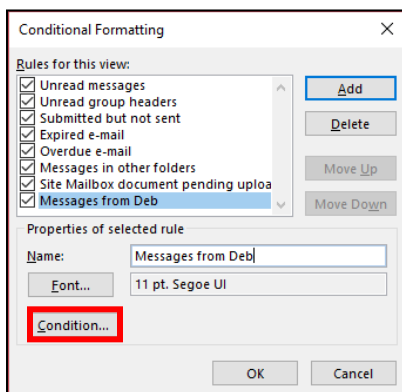 Conditional Formatting
Rules for this view:
Unread messages
Unread group headers
Submitted but not sent
Expired e-mail
Overdue e-mail
Messages in other folders
Site Mailbox document pending uploa
Messages from Deb
Add
Delete
Move Up
Move Down
Properties of selected rule
Name: Messages from Deb
Font... 11 pt. Segoe UI
Condition...
OK Cancel